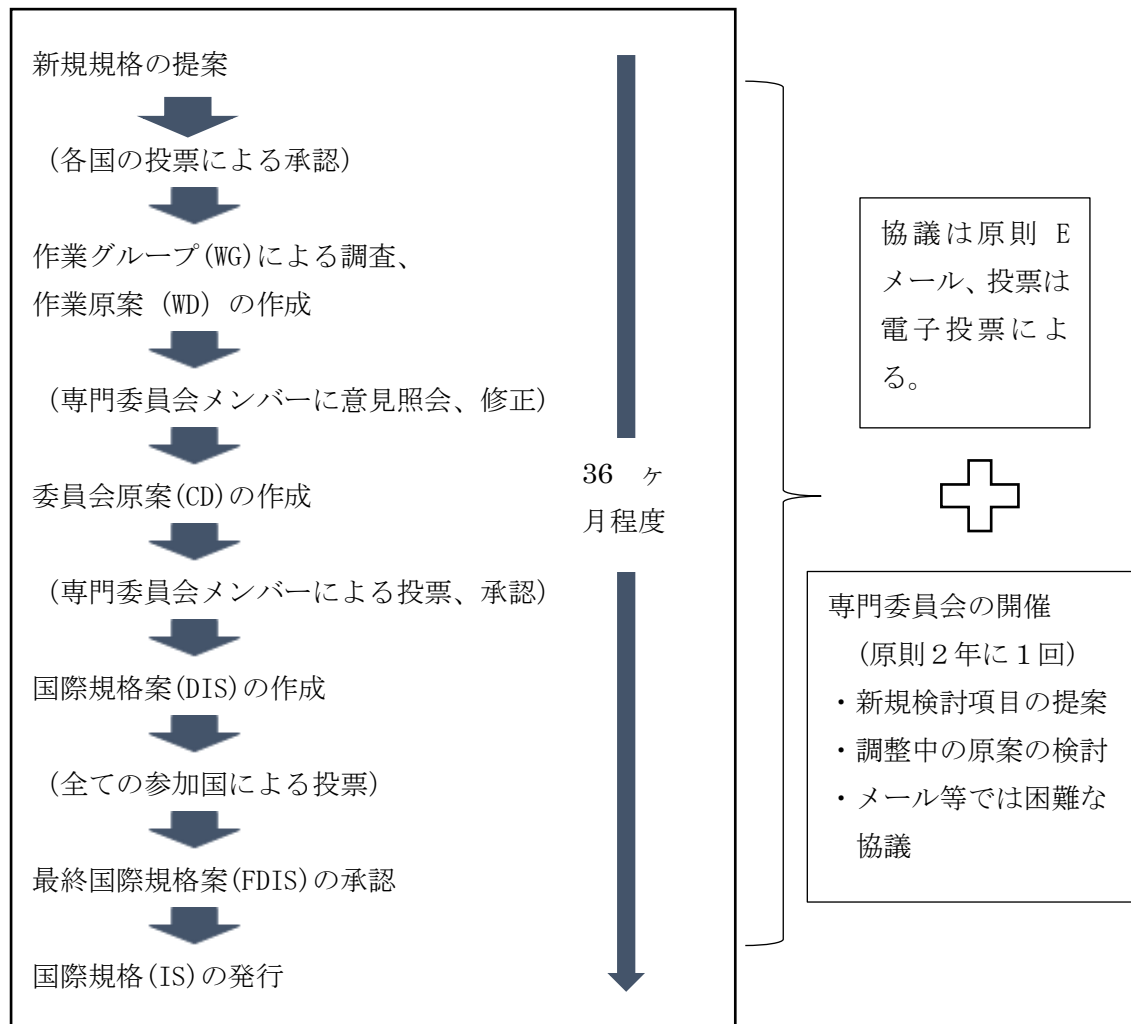 新規規格の提案
（各国の投票による承認）
作業グループ(WG)による調査、
作業原案（WD）の作成
（専門委員会メンバーに意見照会、修正）
委員会原案(CD)の作成
（専門委員会メンバーによる投票、承認）
国際規格案(DIS)の作成
（全ての参加国による投票）
最終国際規格案(FDIS)の承認
国際規格(IS)の発行
36 ヶ
月程度
協議は原則 E
メール、投票は
電子投票によ
る。
専門委員会の開催
（原則２年に１回）
・新規検討項目の提案
・調整中の原案の検討
・メール等では困難な
協議